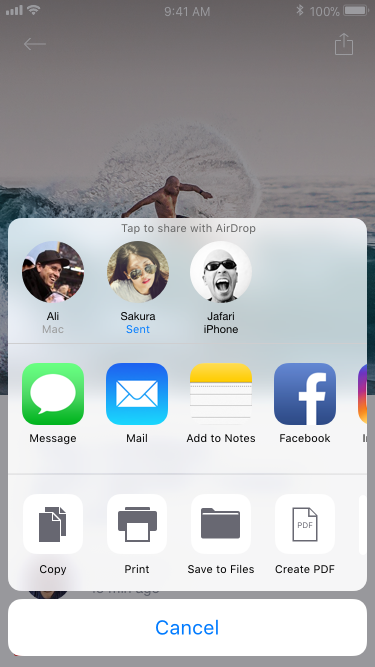 9:41 AM
100%
Tap to share with AirDrop
Ali
Mac
Sakura
Sent
Jafari
iPhone
Message
Mail
Add to Notes
Facebook
Copy
Print
PDF
Save to Files
Create PDF
Cancel